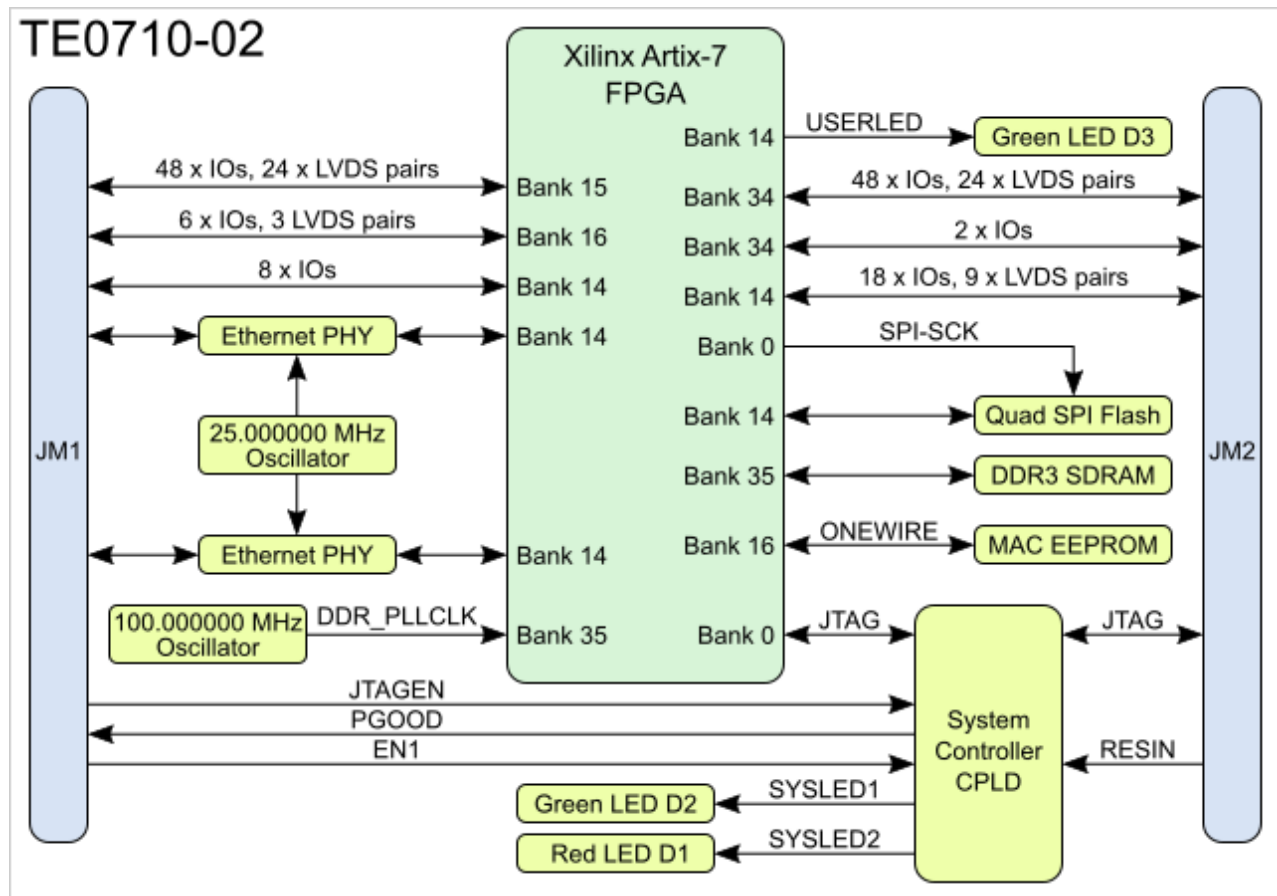 TE0710-02
Xilinx Artix-7
FPGA
Bank 14
USERLED
Green LED D3
48 x IOs, 24 x LVDS pairs
Bank 15
Bank 34
48 x IOs, 24 x LVDS pairs
6 x IOs, 3 LVDS pairs
Bank 16
Bank 34
2 x IOs
8 x IOs
Bank 14
Bank 14
18 x IOs, 9 x LVDS pairs
Ethernet PHY
Bank 14
Bank 0
SPI-SCK
Bank 14
Quad SPI Flash
JM1
25.000000 MHz
Oscillator
JM2
Bank 35
DDR3 SDRAM
Ethernet PHY
Bank 14
Bank 16
ONEWIRE
MAC EEPROM
100.000000 MHz
Oscillator
DDR_PLLCLK
Bank 35
Bank 0
JTAG
JTAG
JTAGEN
PGOOD
EN1
System
Controller
CPLD
RESIN
Green LED D2
SYSLED1
Red LED D1
SYSLED2